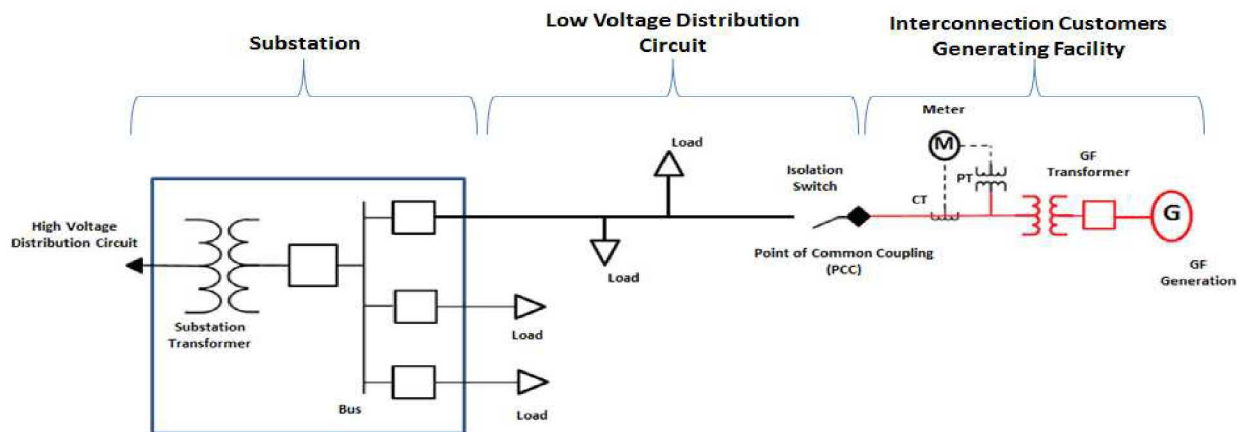 Substation
Low Voltage Distribution
Circuit
Interconnection Customers
Generating Facility
Meter
M
Load
Isolation
Switch
PT
GF
Transformer
CT
G
High Voltage
Distribution Circuit
Point of Common Coupling
(PCC)
Load
GF
Generation
Substation
Transformer
Load
Bus
Load